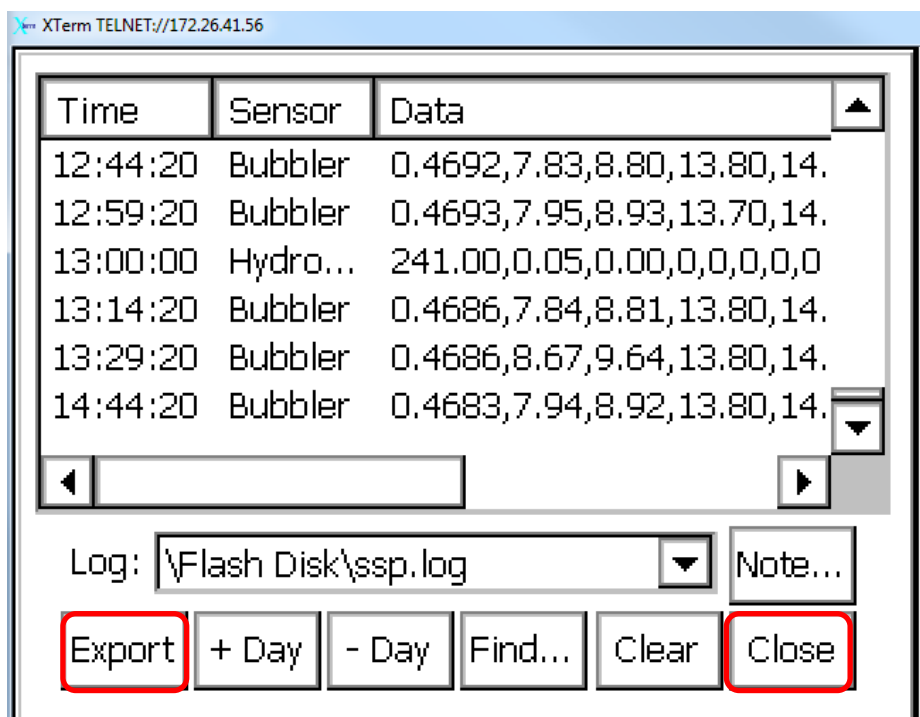 XTerm TELNET://172.26.41.56
Time Sensor Data
12:44:20 Bubbler 0.4692,7.83,8.80,13.80,14.
12:59:20 Bubbler 0.4693,7.95,8.93,13.70,14.
13:00:00 Hydro... 241.00,0.05,0.00,0,0,0,0,0
13:14:20 Bubbler 0.4686,7.84,8.81,13.80,14.
13:29:20 Bubbler 0.4686,8.67,9.64,13.80,14.
14:44:20 Bubbler 0.4683,7.94,8.92,13.80,14.
Log: \Flash Disk\ssp.log Note...
Export + Day - Day Find... Clear Close